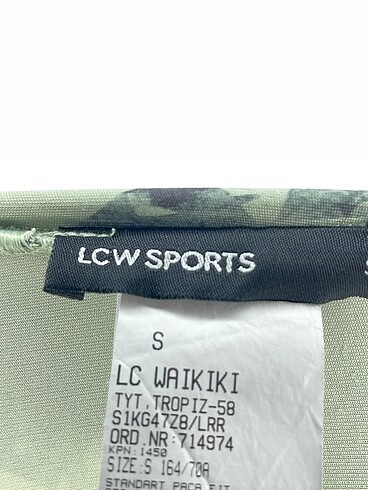 LCW SPORTS
S
S
LC WAIKIKI
TYT.TROPIZ-58
S1KG47Z8/LRR
ORD.NR:714974
KPN: 1450
SIZE:S 164/70A
STANDART PACA FIT